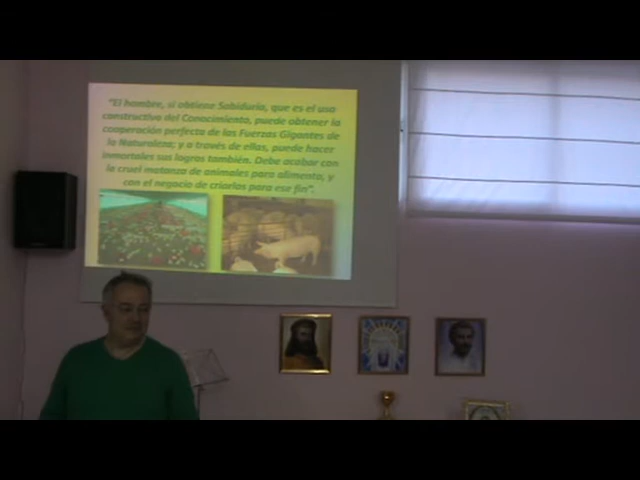 "El hombre, si obtiene Sabiduría, que es el uso
constructivo del Conocimiento, puede obtener la
cooperación perfecta de las Fuerzas Gigantes de
la Naturaleza; y a través de ellas, puede hacer
inmortales sus logros también. Debe acabar con
la cruel matanza de animales para alimento, y
con el negocio de criarlos para ese fin".